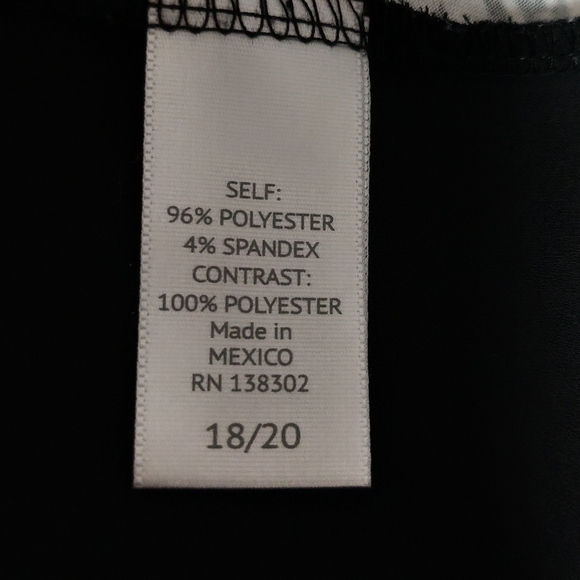 SELF:
96% POLYESTER
4% SPANDEX
CONTRAST:
100% POLYESTER
Made in
MEXICO
RN 138302
18/20